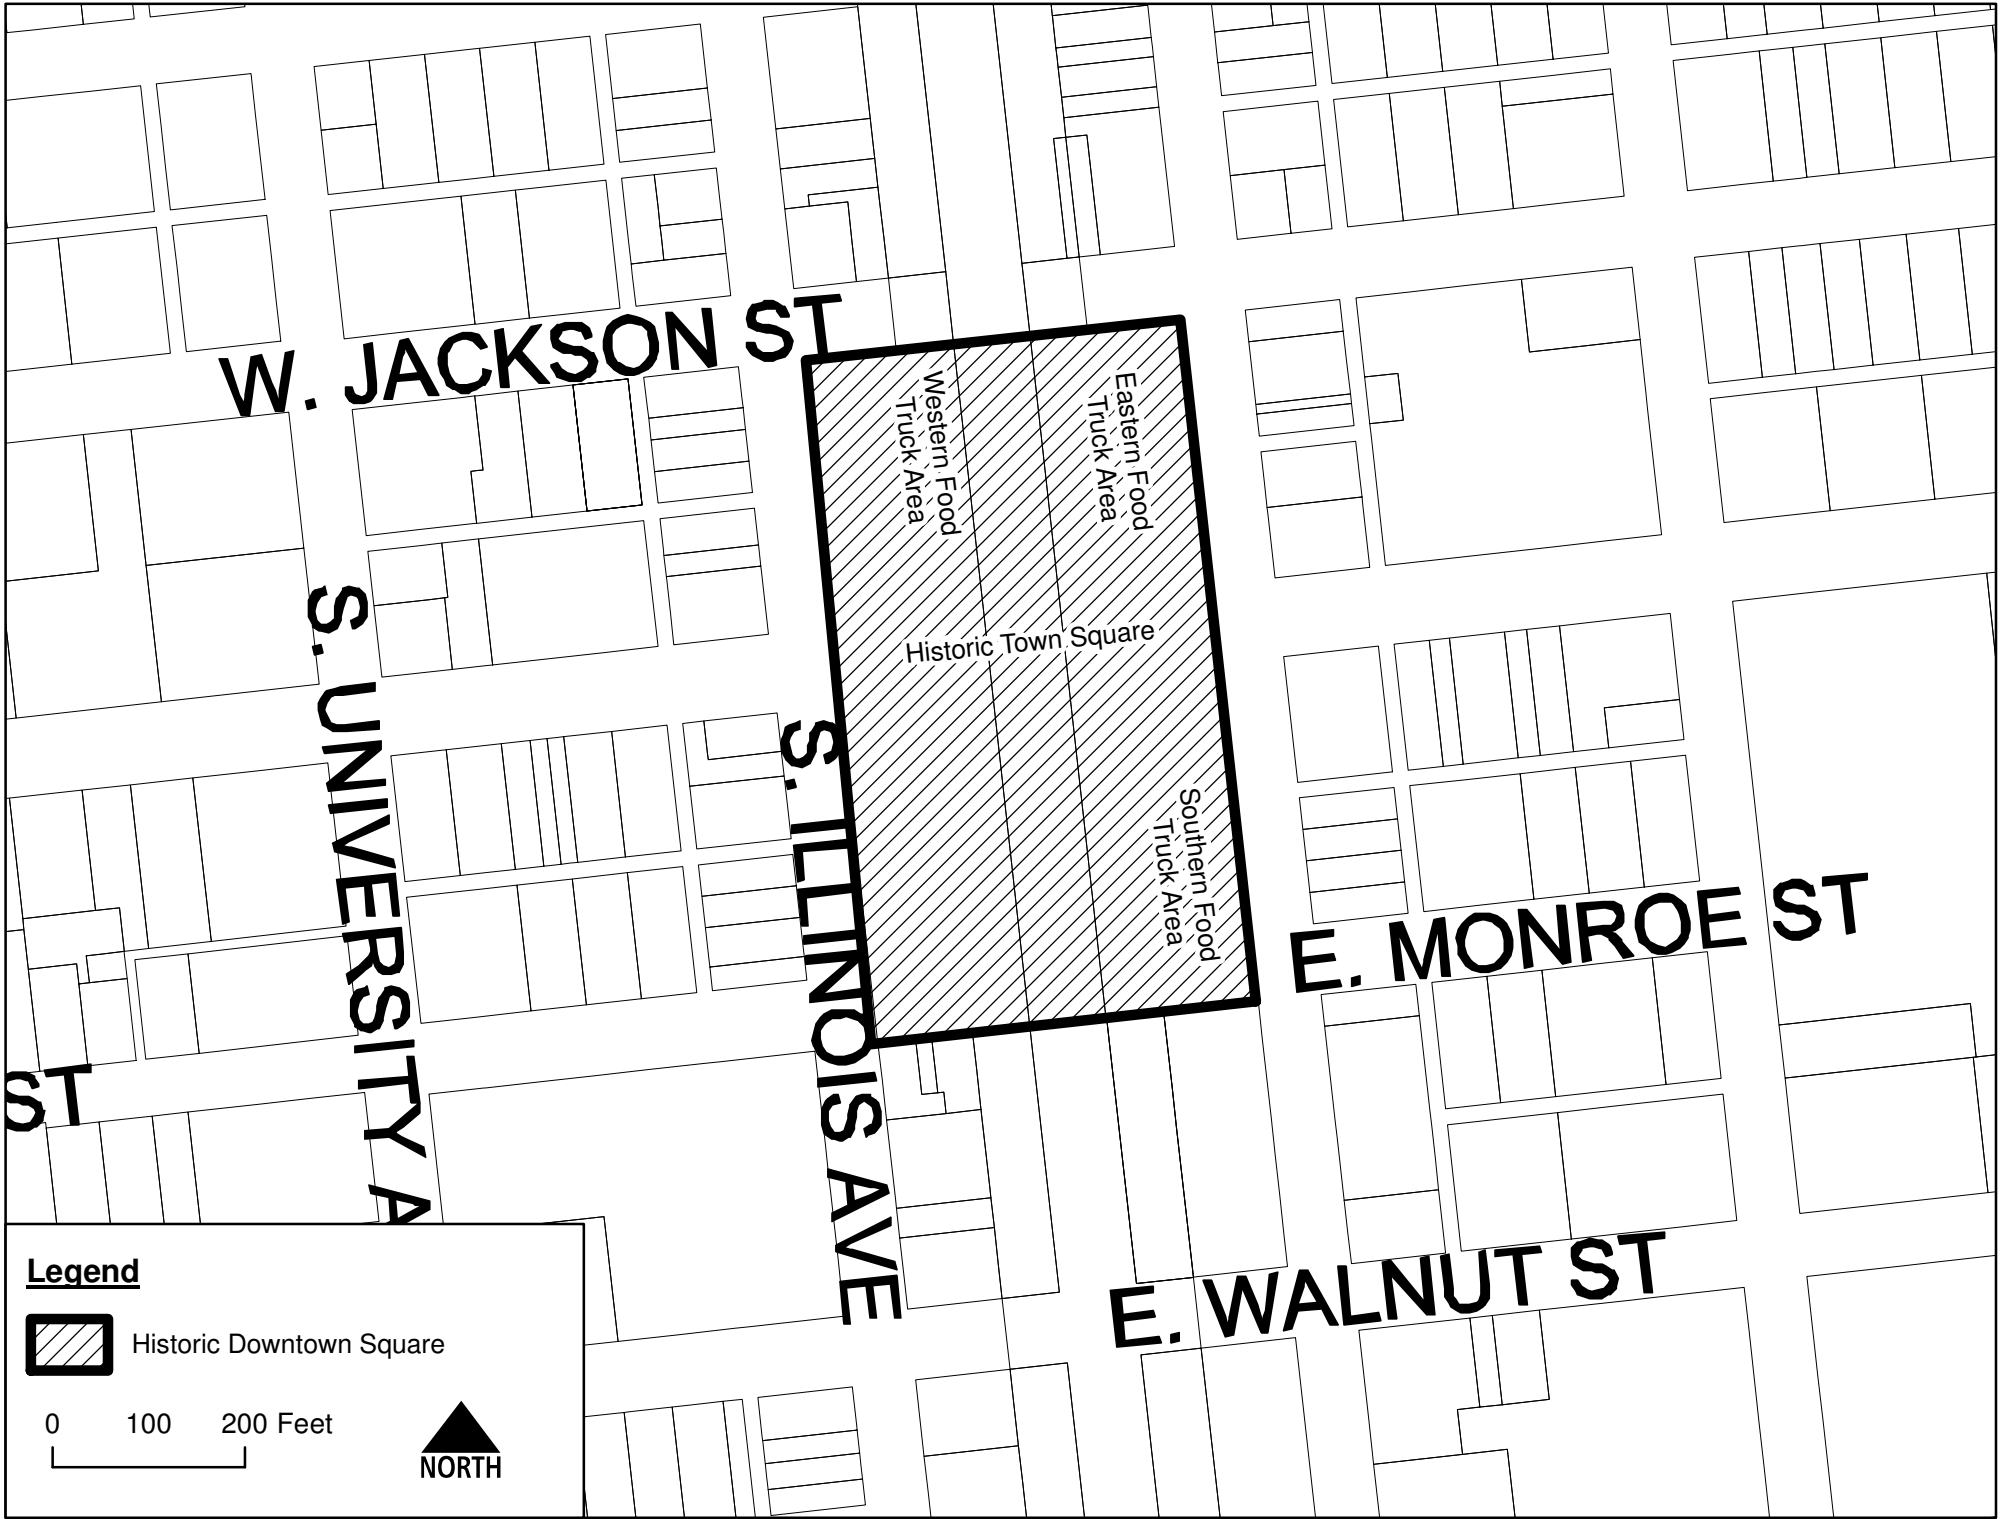 W. JACKSON ST
Western Food
Truck Area
Eastern Food
Truck Area
S. UNIVERSITY A
Historic Town Square
S. ILLINOIS AVE
Southern Food
Truck Area
E. MONROE ST
ST
E. WALNUT ST
Legend
Historic Downtown Square
0 100 200 Feet
NORTH